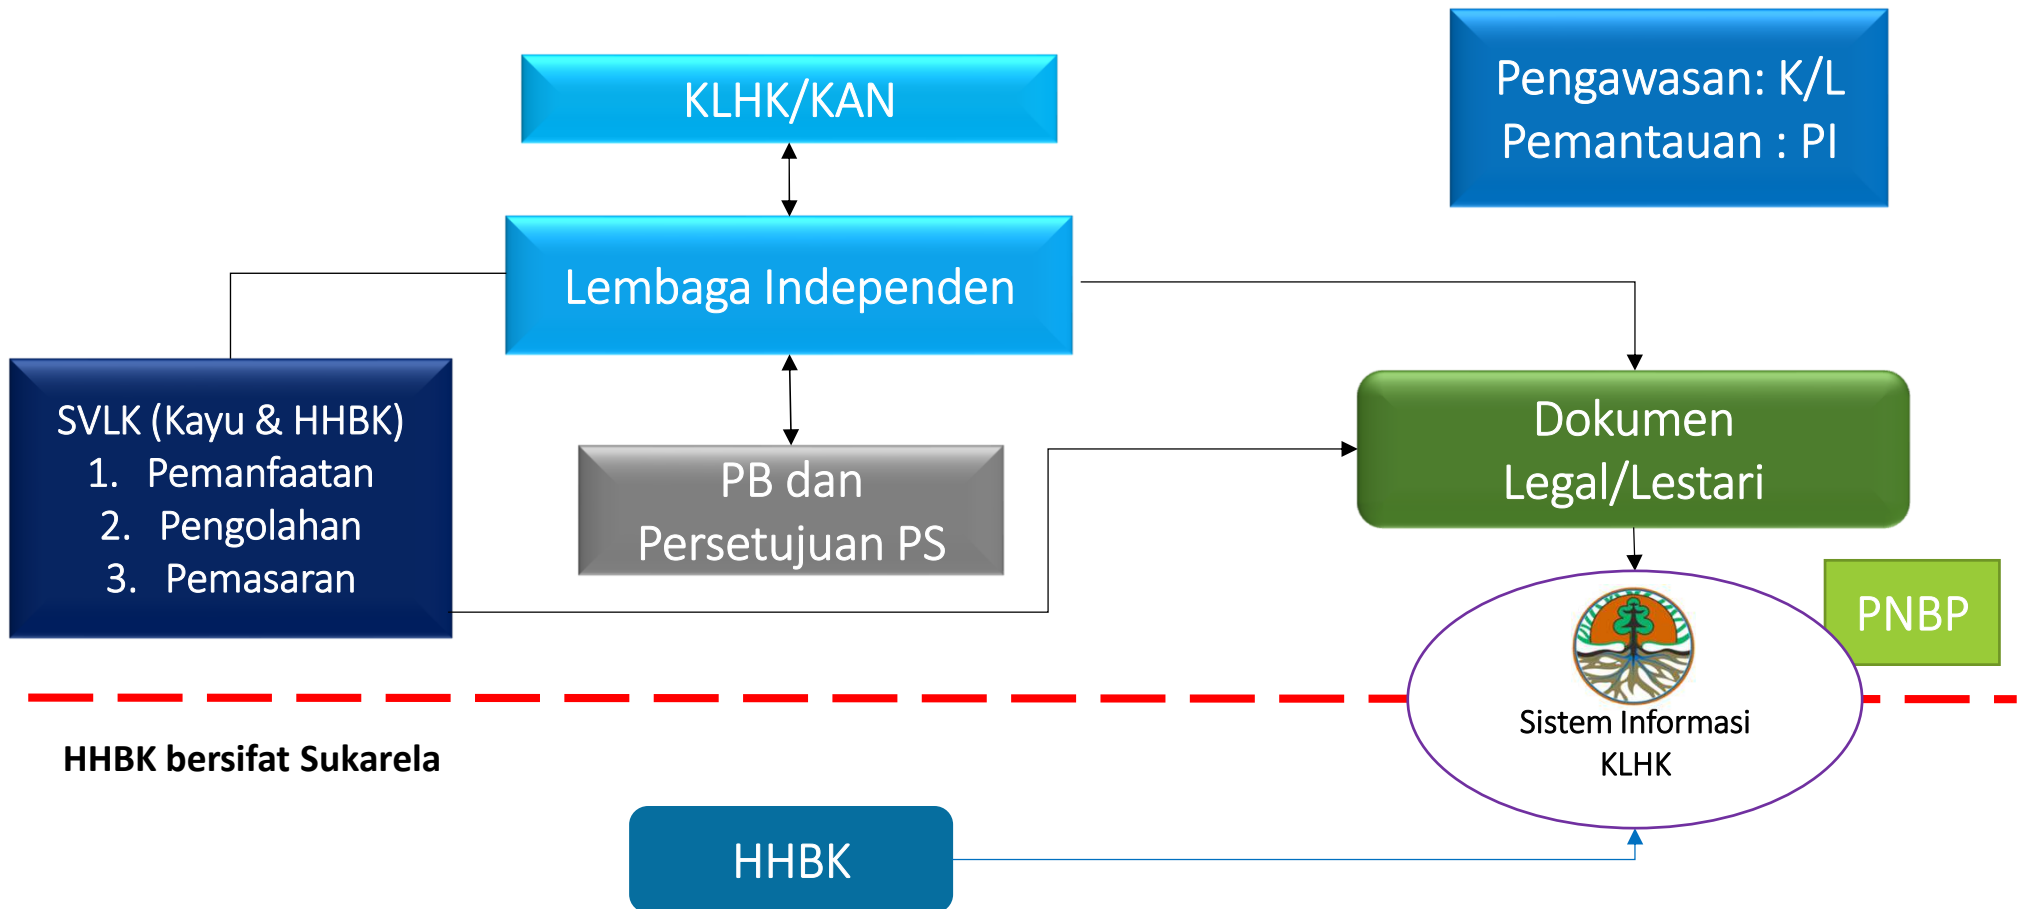 KLHK/KAN
Pengawasan: K/L
Pemantauan : PI
Lembaga Independen
SVLK (Kayu & HHBK)
1. Pemanfaatan
2. Pengolahan
3. Pemasaran
PB dan
Persetujuan PS
Dokumen
Legal/Lestari
PNBP
Sistem Informasi
KLHK
HHBK bersifat Sukarela
HHBK